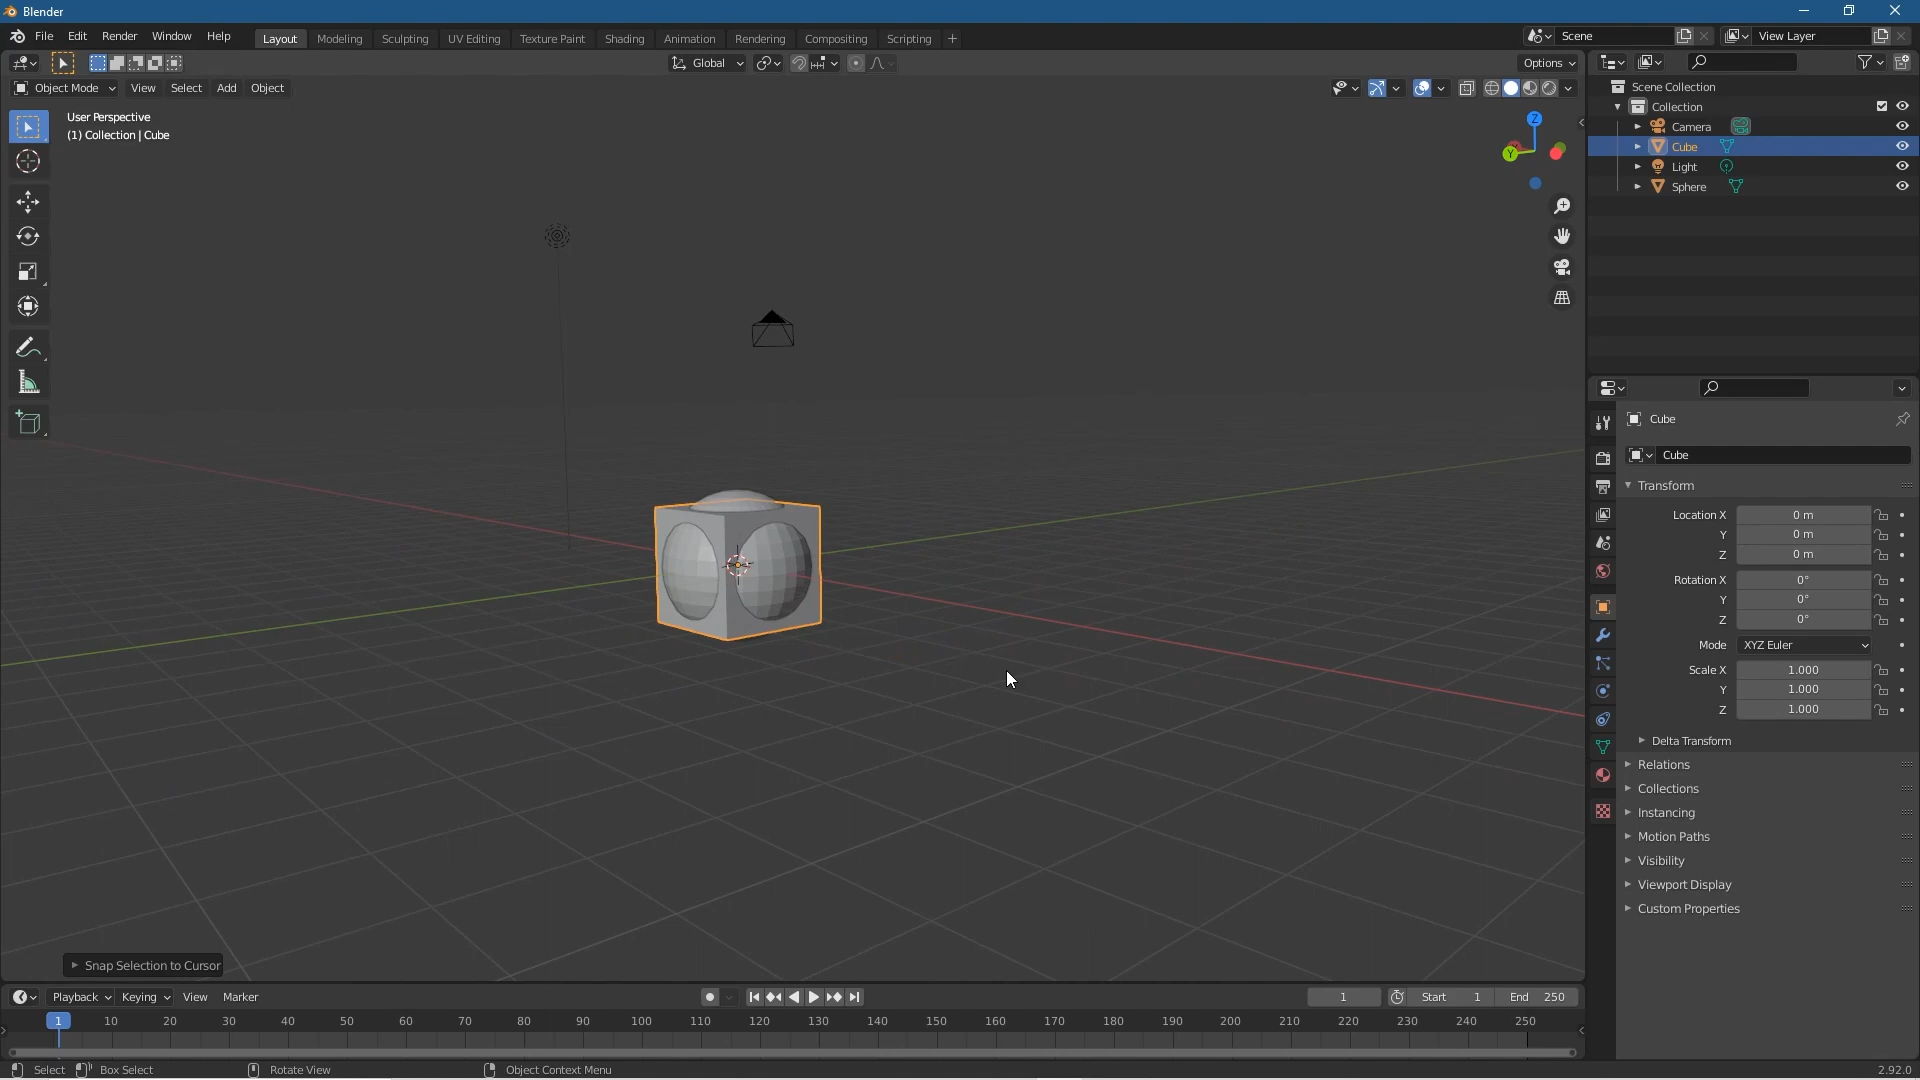 Blender
File Edit Render Window Help
Layout Modeling Sculpting UV Editing Texture Paint Shading Animation Rendering Compositing Scripting +
Scene View Layer
Global Options
Object Mode View Select Add Object
User Perspective
(1) Collection | Cube
Z
Y
Scene Collection
Collection
Camera
Cube
Light
Sphere
Cube
Cube
Transform
Location X 0 m
Y 0 m
Z 0 m
Rotation X 0°
Y 0°
Z 0°
Mode XYZ Euler
Scale X 1.000
Y 1.000
Z 1.000
Delta Transform
Relations
Collections
Instancing
Motion Paths
Visibility
Viewport Display
Custom Properties
Snap Selection to Cursor
Playback Keying View Marker 1 Start 1 End 250
1 10 20 30 40 50 60 70 80 90 100 110 120 130 140 150 160 170 180 190 200 210 220 230 240 250
Select Box Select Rotate View Object Context Menu 2.92.0